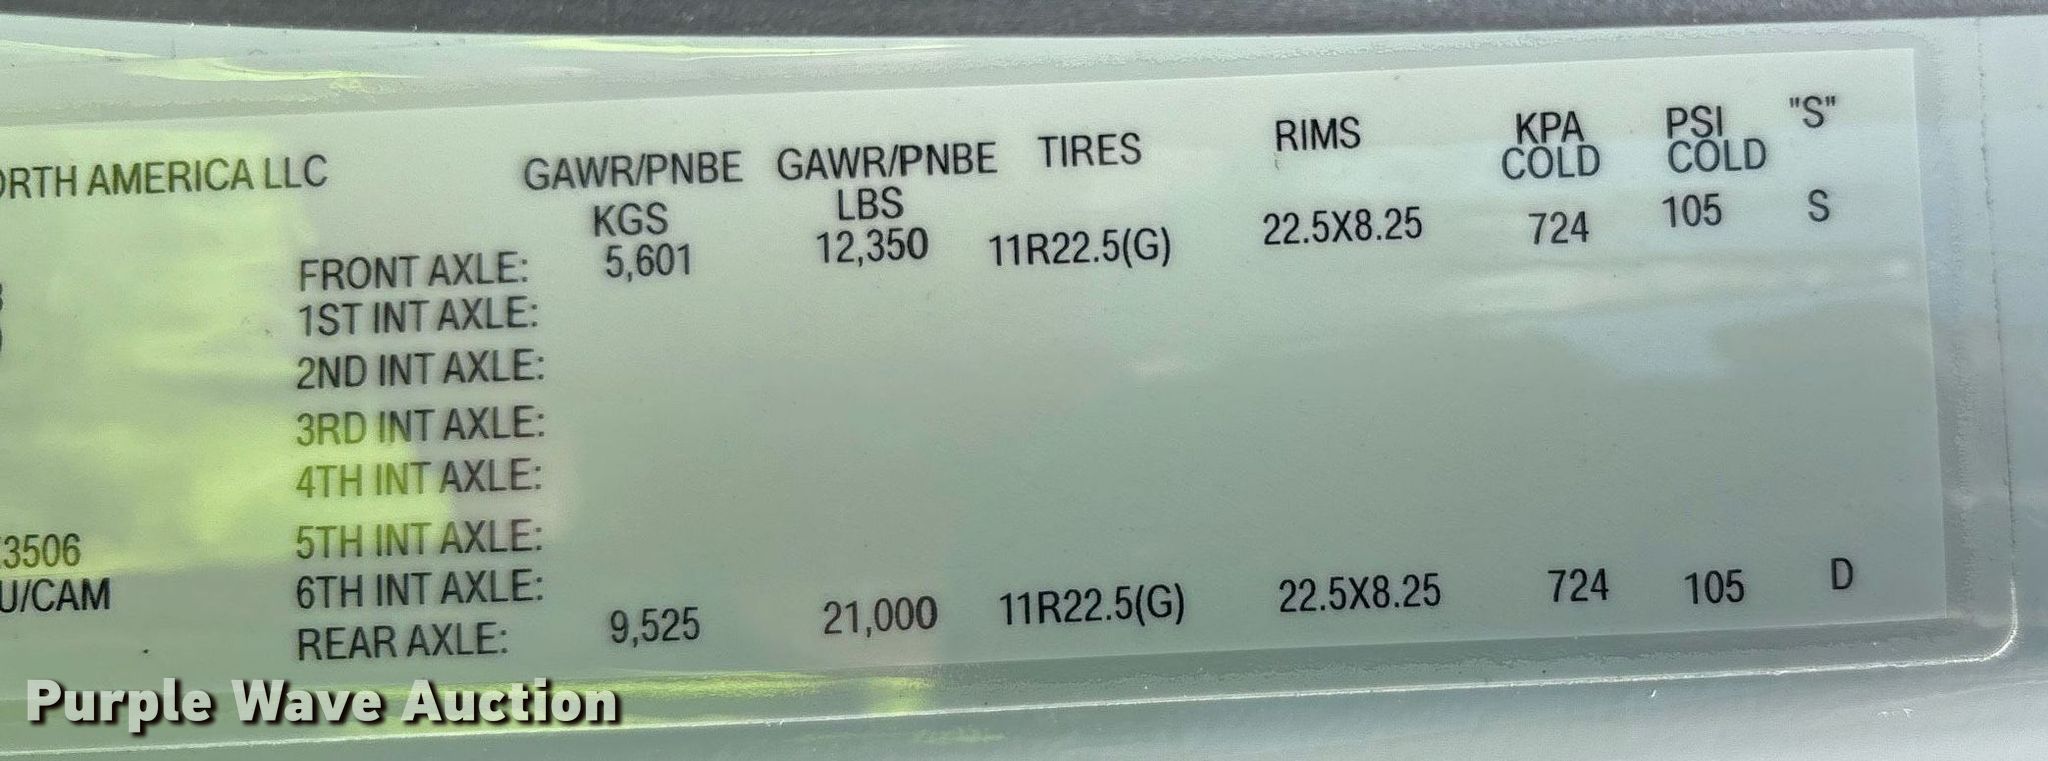 ORTH AMERICA LLC
GAWR/PNBE GAWR/PNBE TIRES RIMS KPA PSI "S"
KGS LBS COLD COLD
FRONT AXLE: 5,601 12,350 11R22.5(G) 22.5X8.25 724 105 S
1ST INT AXLE:
2ND INT AXLE:
3RD INT AXLE:
4TH INT AXLE:
5TH INT AXLE:
3506
6TH INT AXLE:
U/CAM
REAR AXLE: 9,525 21,000 11R22.5(G) 22.5X8.25 724 105 D
Purple Wave Auction